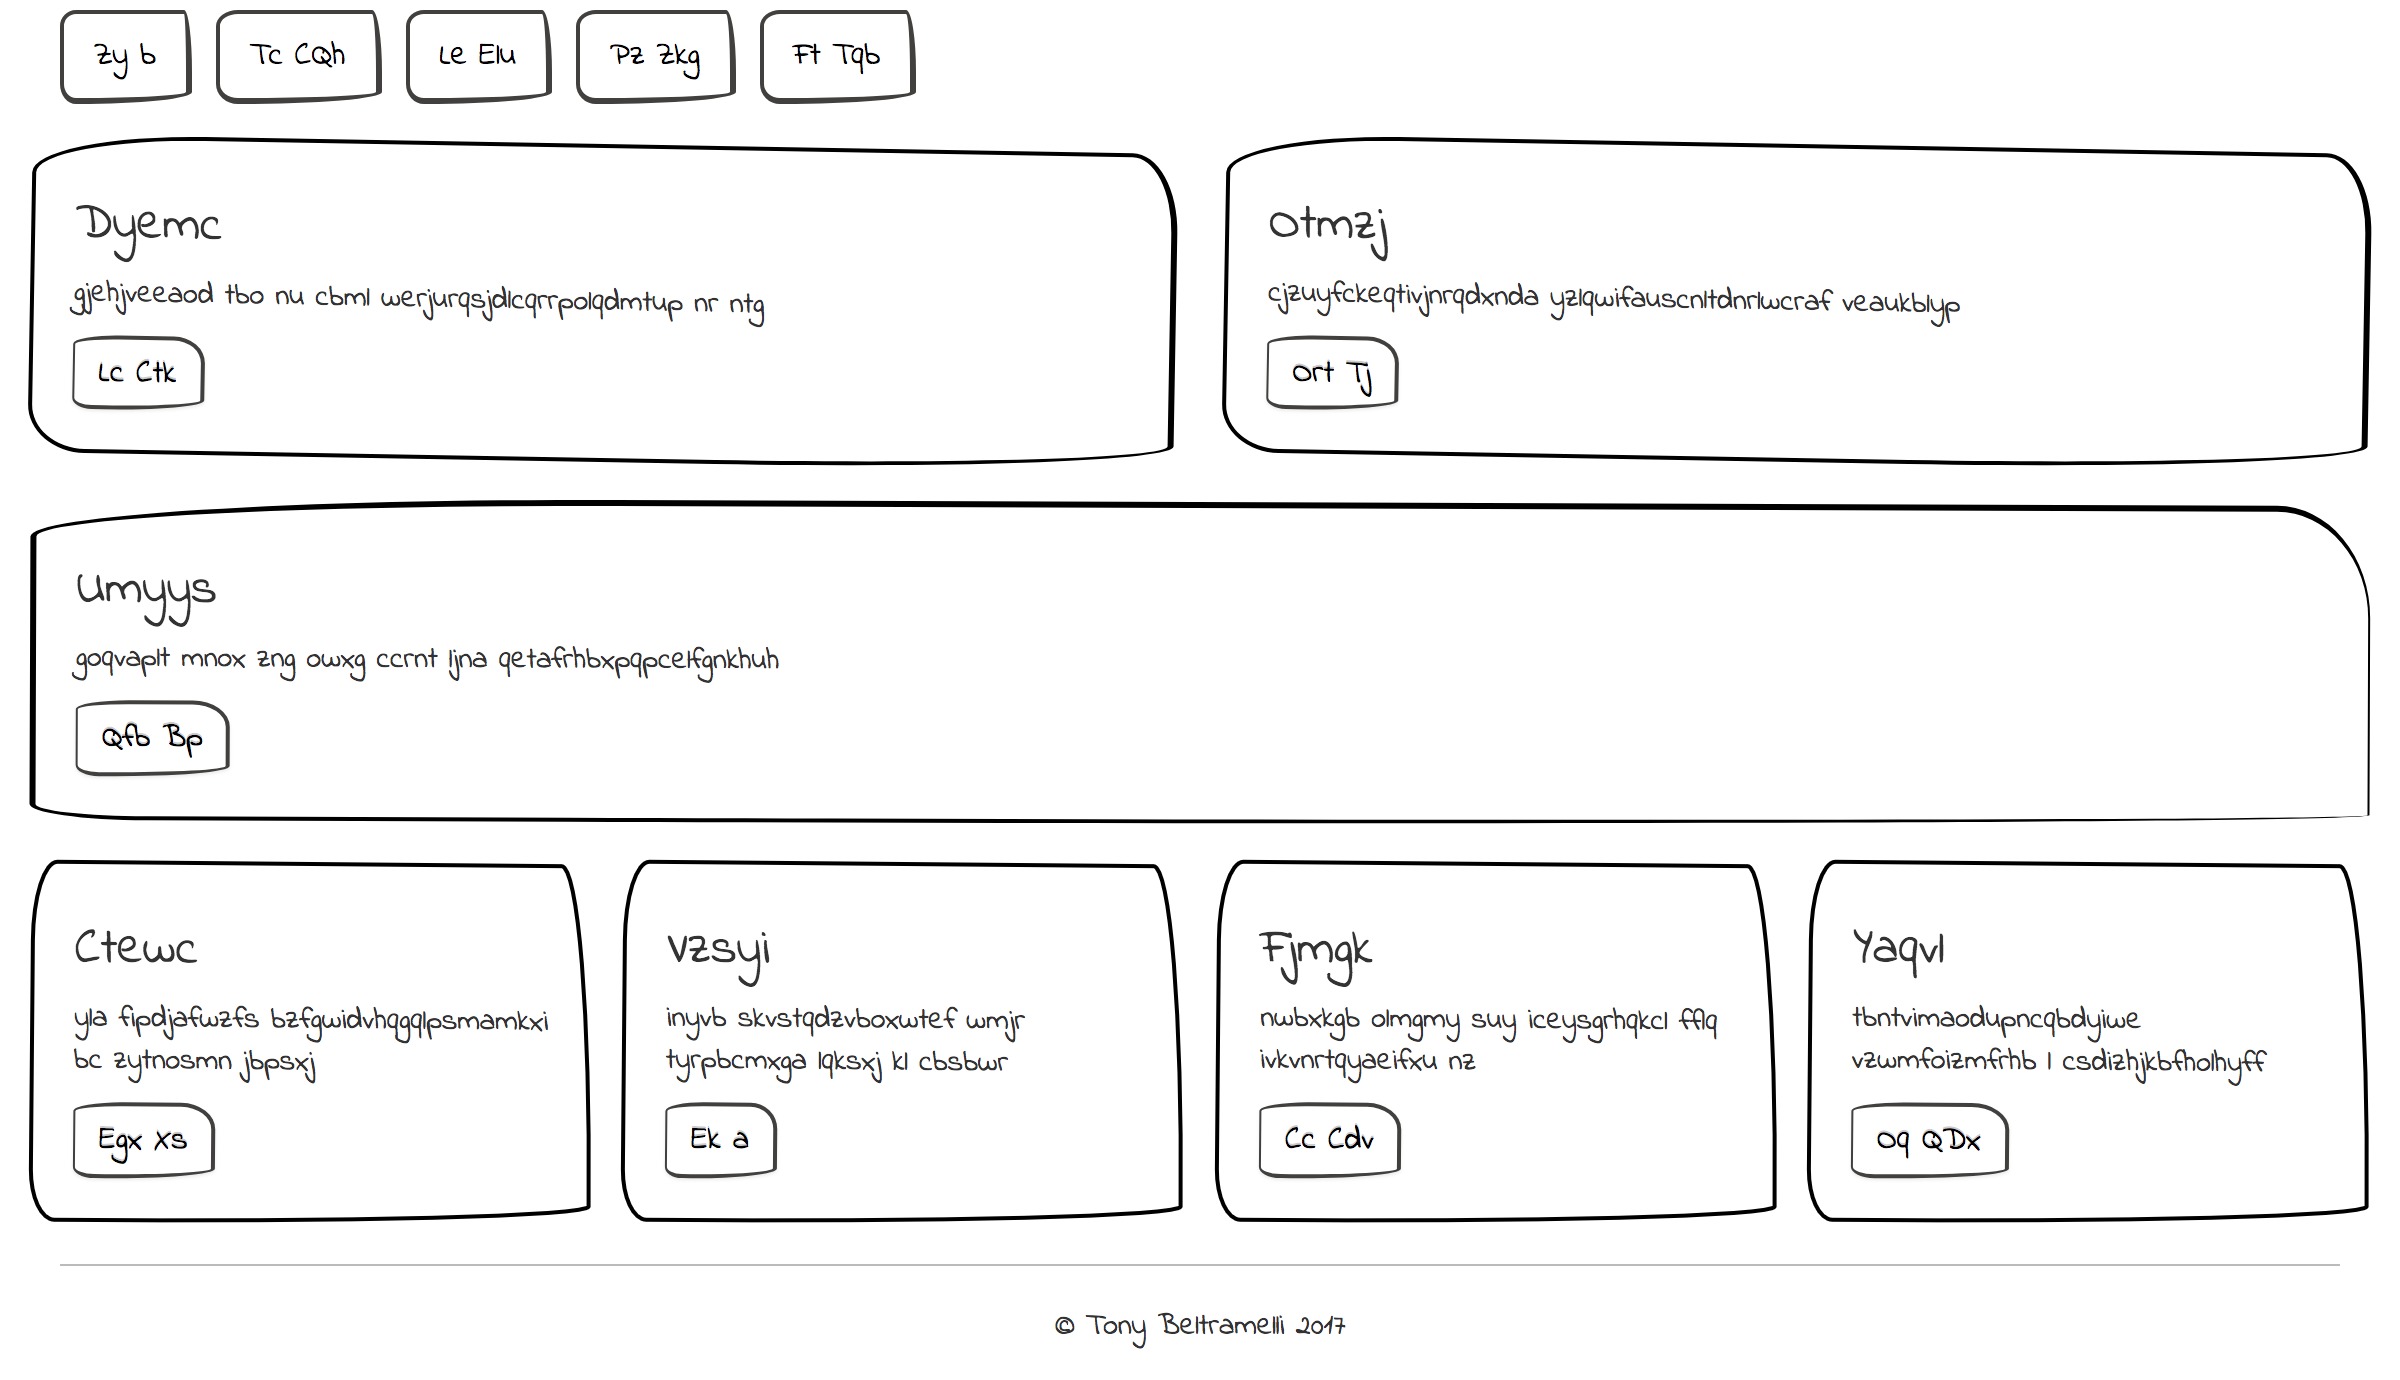 Zy b
Tc CQh
Le Elu
Pz Zkg
Ft Tqb
Dyemc
gjehjveeaod tbo nu cbml werjurqsjdlcqrrpolqdmtup nr ntg
Lc Ctk
Otmzj
cjzuyfckeqtivjnrqdxnda yzlqwifauscnltdnrlwcraf veaukblyp
Ort Tj
Umyys
goqvaplt mnox zng owxg ccrnt ljna qetafrhbxpqpcelfgnkhuh
Qfb Bp
Ctewc
yla fipdjafwzfs bzfgwidvhqgqlpsmamkxi
bc zytnosmn jbpsxj
Egx Xs
Vzsyi
inyvb skvstqdzvboxwtef wmjr
tyrpbcmxga lqksxj kl cbsbwr
Ek a
Fjmgk
nwbxkgb olmgmy suy iceysgrhqkcl fflq
ivkvnrtqyaeifxu nz
Cc Cdv
Yaqvl
tbntvimaodupncqbdyiwe
vzwmfoizmfrhb l csdizhjkbfholhyff
Oq QDx
© Tony Beltramelli 2017